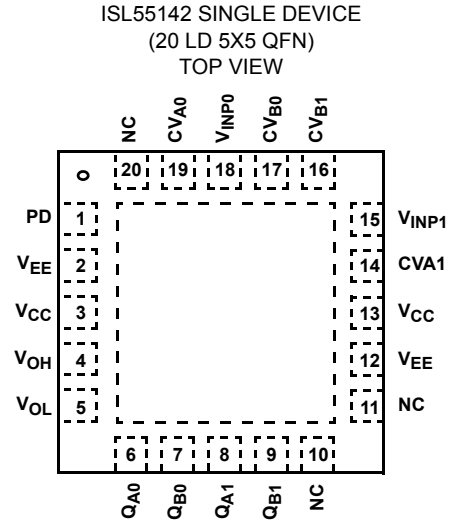 ISL55142 SINGLE DEVICE
(20 LD 5X5 QFN)
TOP VIEW
NC
CVA0
VINP0
CVB0
CVB1
20
19
18
17
16
PD
1
VEE
2
VCC
3
VOH
4
VOL
5
15
VINP1
14
CVA1
13
VCC
12
VEE
11
NC
6
7
8
9
10
QA0
QB0
QA1
QB1
NC